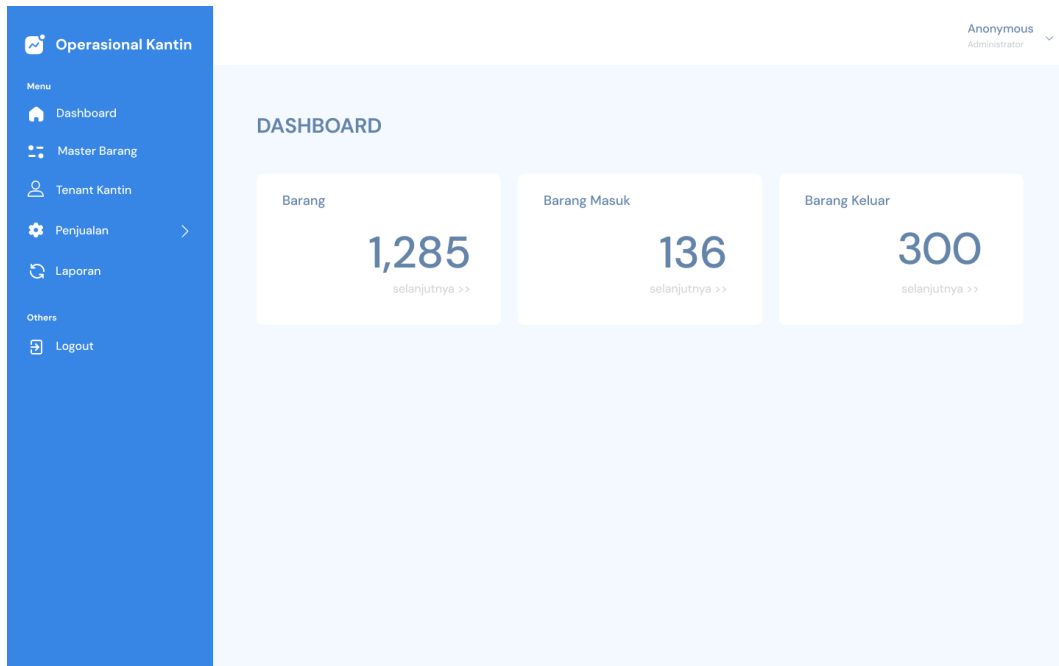 Operasional Kantin
Menu
Dashboard
Master Barang
Tenant Kantin
Penjualan
Laporan
Others
Logout
Anonymous
Administrator
DASHBOARD
Barang
1,285
selanjutnya >>
Barang Masuk
136
selanjutnya >>
Barang Keluar
300
selanjutnya >>